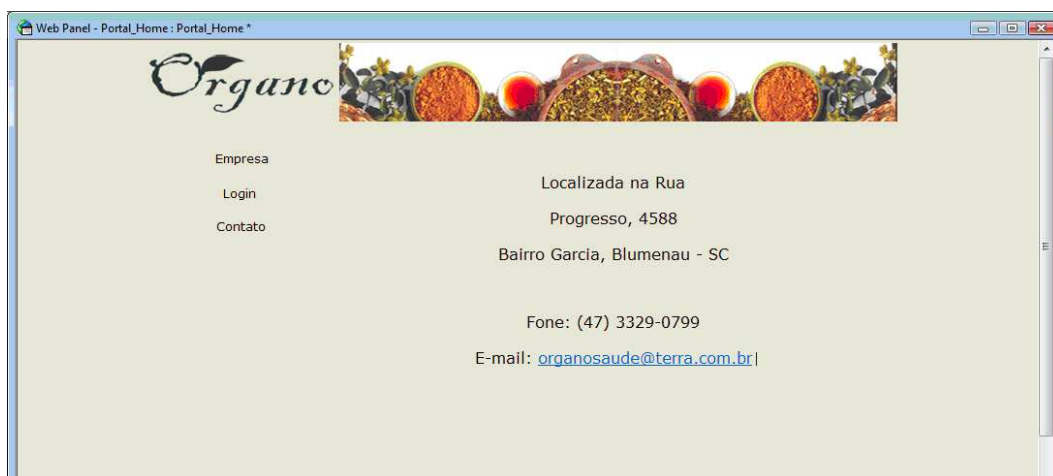 Web Panel - Portal_Home : Portal_Home *
Organo
Empresa
Login
Contato
Localizada na Rua
Progresso, 4588
Bairro Garcia, Blumenau - SC
Fone: (47) 3329-0799
E-mail: organosaude@terra.com.br